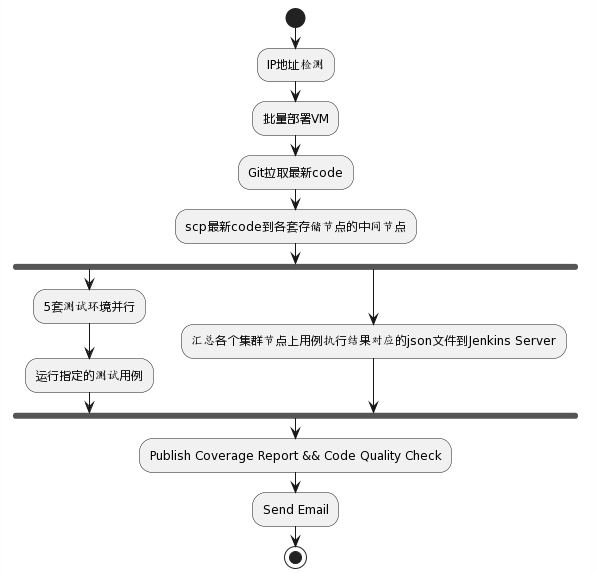 IP地址检测
批量部署VM
Git拉取最新code
scp最新code到各套存储节点的中间节点
5套测试环境并行
汇总各个集群节点上用例执行结果对应的json文件到Jenkins Server
运行指定的测试用例
Publish Coverage Report && Code Quality Check
Send Email